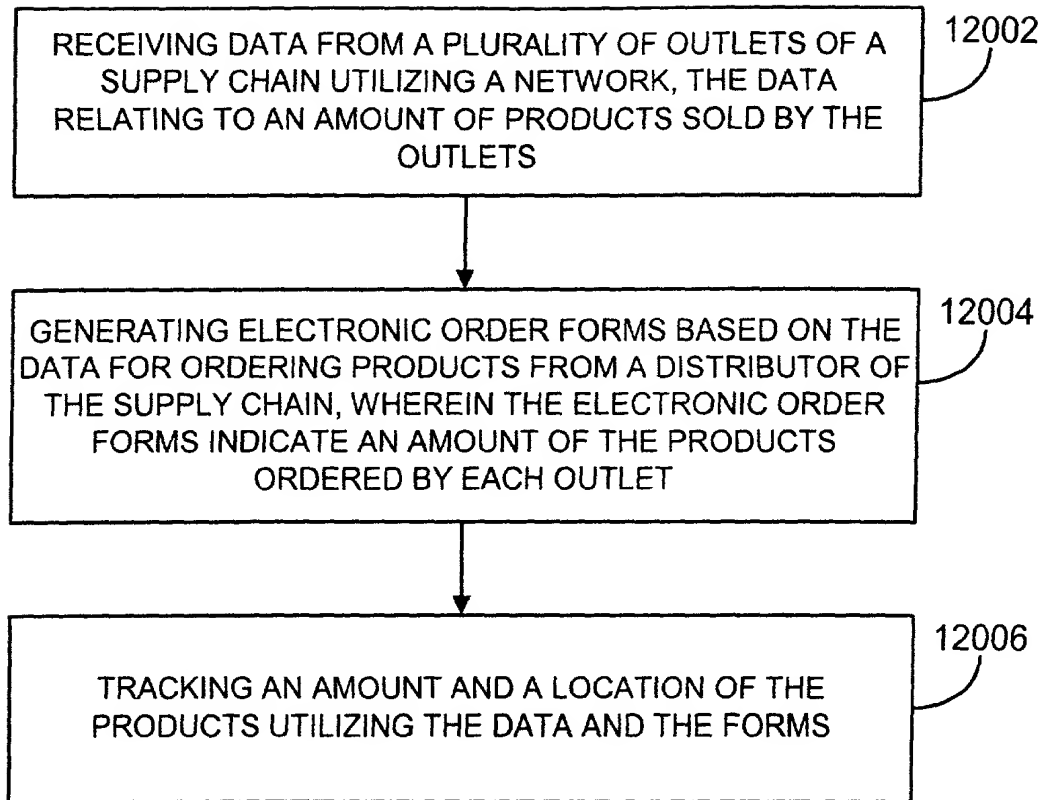 RECEIVING DATA FROM A PLURALITY OF OUTLETS OF A
SUPPLY CHAIN UTILIZING A NETWORK, THE DATA
RELATING TO AN AMOUNT OF PRODUCTS SOLD BY THE
OUTLETS
12002
GENERATING ELECTRONIC ORDER FORMS BASED ON THE
DATA FOR ORDERING PRODUCTS FROM A DISTRIBUTOR OF
THE SUPPLY CHAIN, WHEREIN THE ELECTRONIC ORDER
FORMS INDICATE AN AMOUNT OF THE PRODUCTS
ORDERED BY EACH OUTLET
12004
TRACKING AN AMOUNT AND A LOCATION OF THE
PRODUCTS UTILIZING THE DATA AND THE FORMS
12006